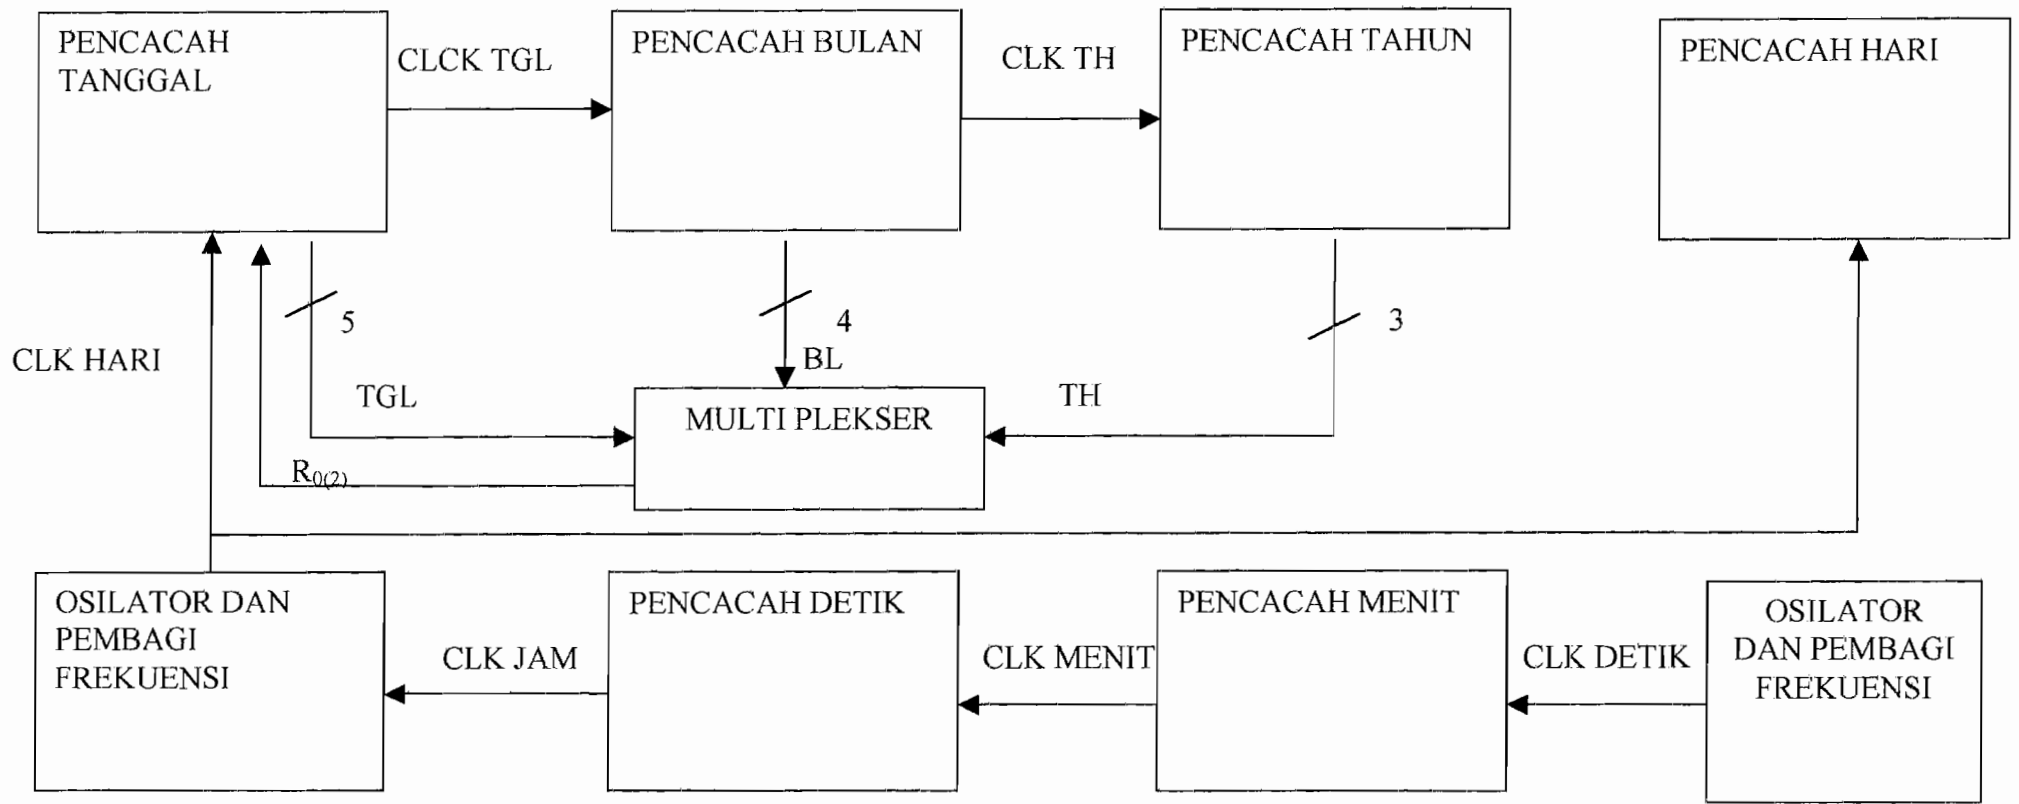 PENCACAH
TANGGAL
CLCK TGL
PENCACAH BULAN
CLK TH
PENCACAH TAHUN
PENCACAH HARI
5
4
3
CLK HARI
BL
TGL
TH
MULTI PLEKSER
R0(2)
OSILATOR DAN
PEMBAGI
FREKUENSI
CLK JAM
PENCACAH DETIK
CLK MENIT
PENCACAH MENIT
CLK DETIK
OSILATOR
DAN PEMBAGI
FREKUENSI